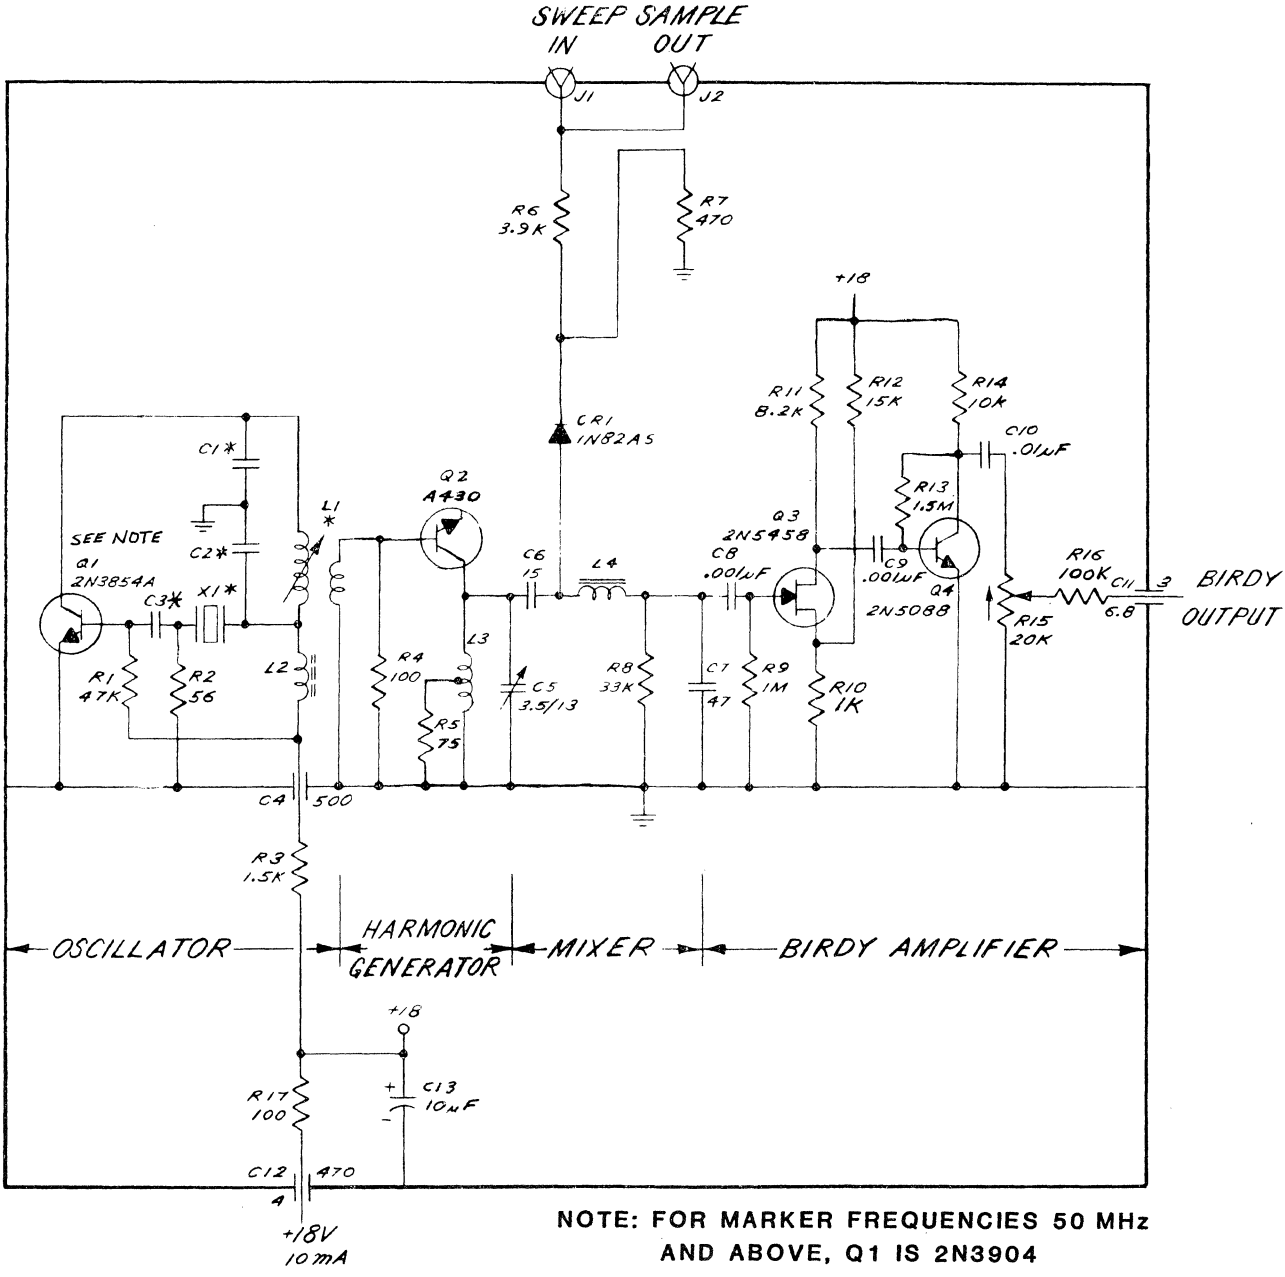 SWEEP SAMPLE
IN OUT
J1 J2
R6
3.9K
R7
470
+18
R11
8.2K
R12
15K
R14
10K
C10
.01µF
CR1
1N82AS
C1*
Q2
A430
L1
*
SEE NOTE
Q1
2N3854A
C2*
C3*
X1*
R13
1.5M
Q3
2N5458
C6
15
L4
C8
.001µF
C9
.001µF
Q4
2N5088
R16
100K
C11
3
6.8
BIRDY
OUTPUT
R15
20K
R1
47K
R2
56
L2
R4
100
L3
R5
75
C5
3.5/13
R8
33K
C7
47
R9
1M
R10
1K
C4 500
R3
1.5K
OSCILLATOR
HARMONIC
GENERATOR
MIXER
BIRDY AMPLIFIER
+18
R17
100
+
-
C13
10µF
C12 470
4
+18V
10mA
NOTE: FOR MARKER FREQUENCIES 50 MHz
AND ABOVE, Q1 IS 2N3904